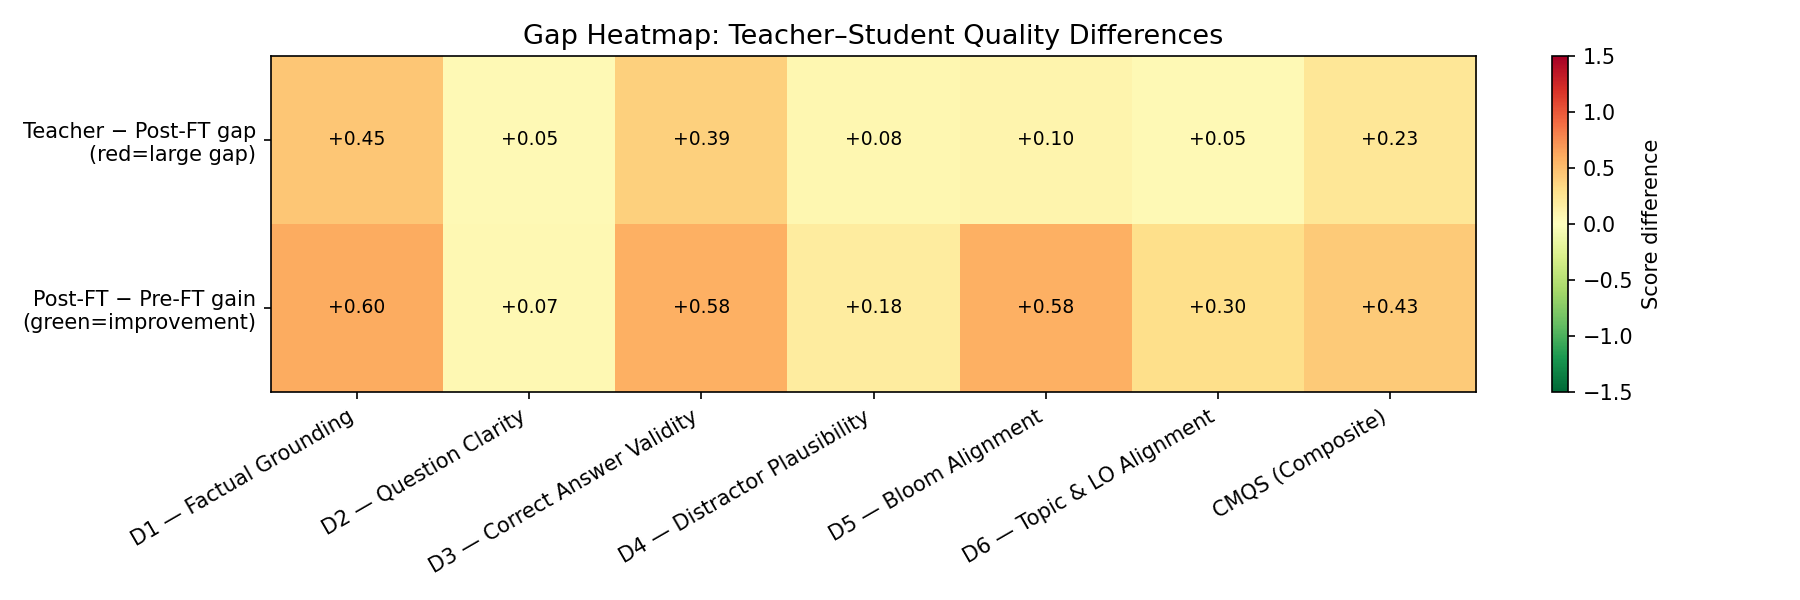 Gap Heatmap: Teacher–Student Quality Differences
Teacher − Post-FT gap
(red=large gap)
+0.45 +0.05 +0.39 +0.08 +0.10 +0.05 +0.23
Post-FT − Pre-FT gain
(green=improvement)
+0.60 +0.07 +0.58 +0.18 +0.58 +0.30 +0.43
D1 — Factual Grounding
D2 — Question Clarity
D3 — Correct Answer Validity
D4 — Distractor Plausibility
D5 — Bloom Alignment
D6 — Topic & LO Alignment
CMQS (Composite)
1.5
1.0
0.5
0.0
−0.5
−1.0
−1.5
Score difference